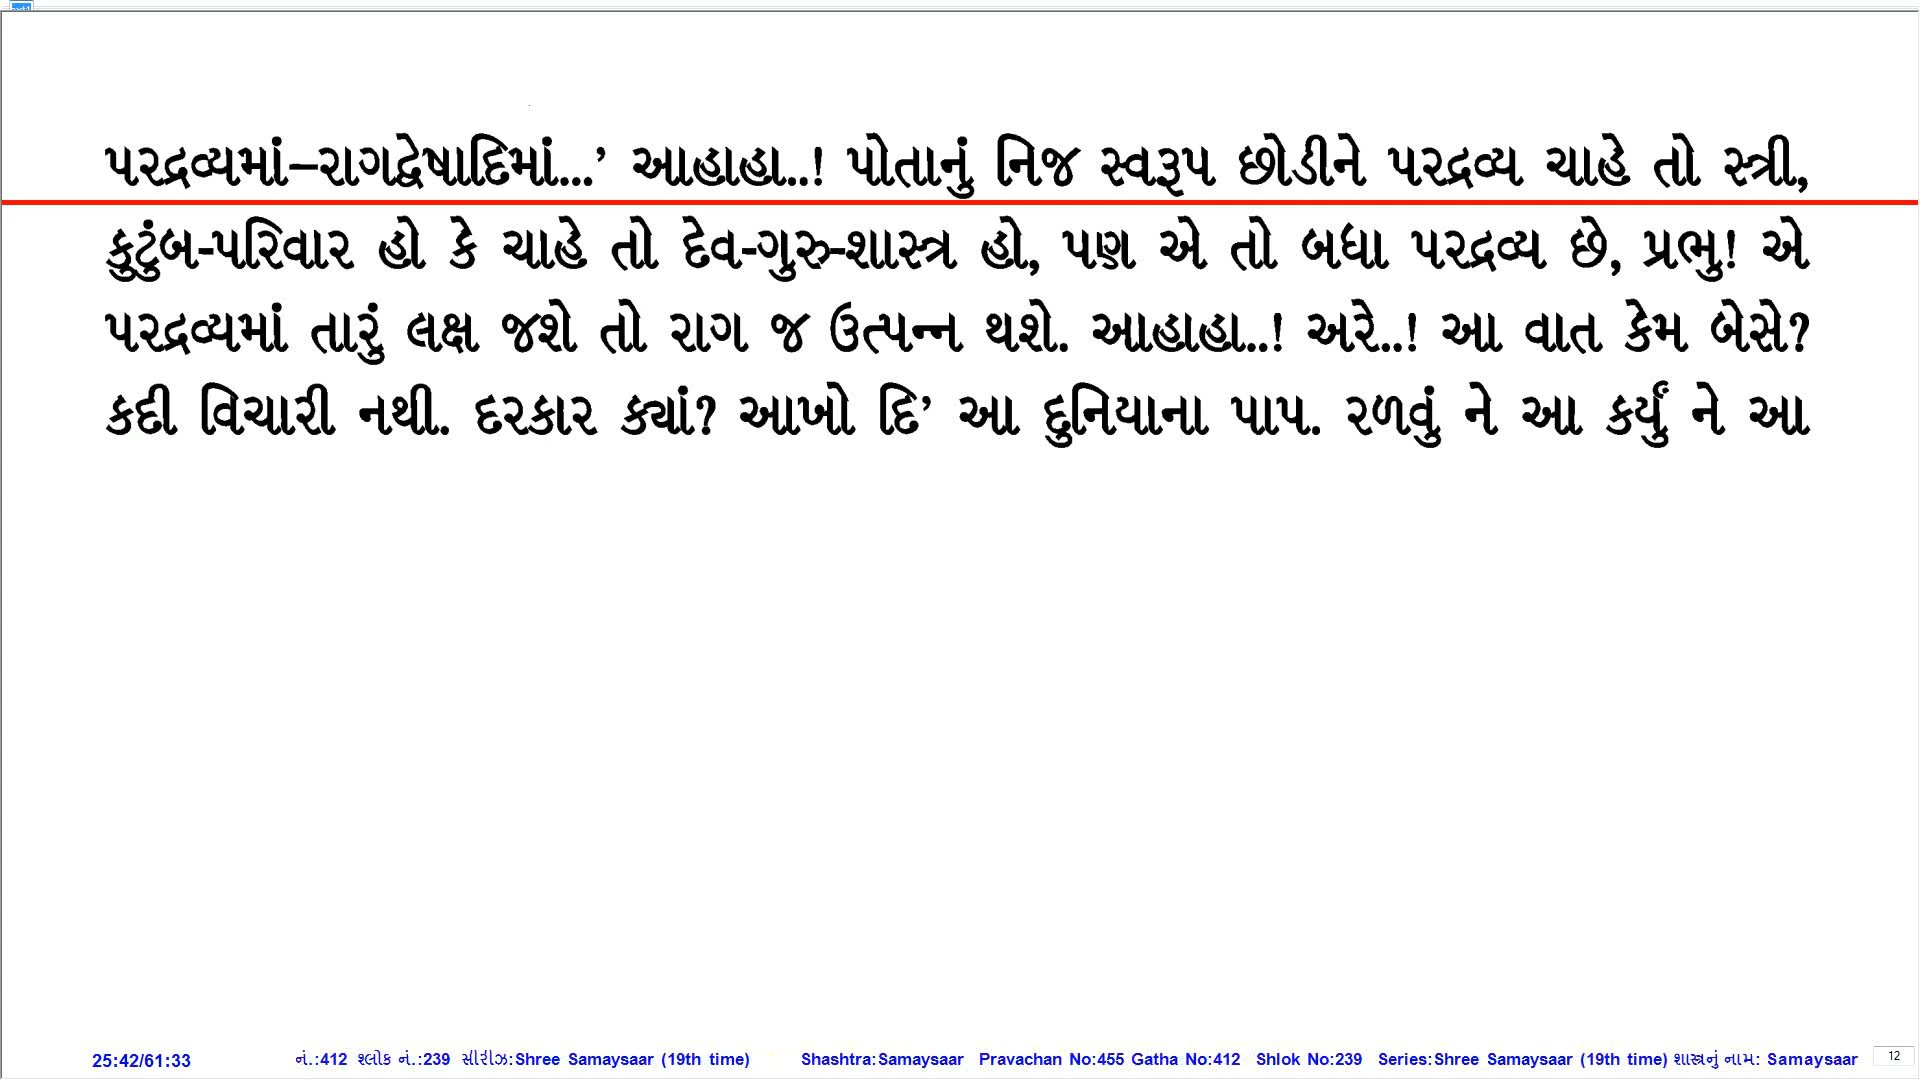 પરદ્રવ્યમાં–રાગદ્વેષાદિમાં...’ આહાહા..! પોતાનું નિજ સ્વરૂપ છોડીને પરદ્રવ્ય ચાહે તો સ્ત્રી,
કુટુંબ-પરિવાર હો કે ચાહે તો દેવ-ગુરુ-શાસ્ત્ર હો, પણ એ તો બધા પરદ્રવ્ય છે, પ્રભુ! એ
પરદ્રવ્યમાં તારું લક્ષ જશે તો રાગ જ ઉત્પન્ન થશે. આહાહા..! અરે..! આ વાત કેમ બેસે?
કદી વિચારી નથી. દરકાર ક્યાં? આખો દિ’ આ દુનિયાના પાપ. રળવું ને આ કર્યું ને આ
25:42/61:33 નં.:412 શ્લોક નં.:239 સીરીઝ:Shree Samaysaar (19th time) Shashtra:Samaysaar Pravachan No:455 Gatha No:412 Shlok No:239 Series:Shree Samaysaar (19th time) શાસ્ત્રનું નામ: Samaysaar 12